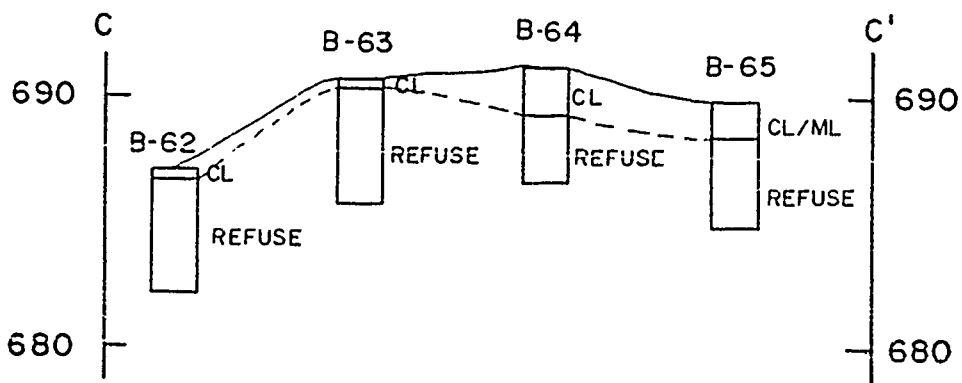 C
C'
B-62
B-63
B-64
B-65
690
690
CL
CL
CL
CL/ML
REFUSE
REFUSE
REFUSE
REFUSE
680
680